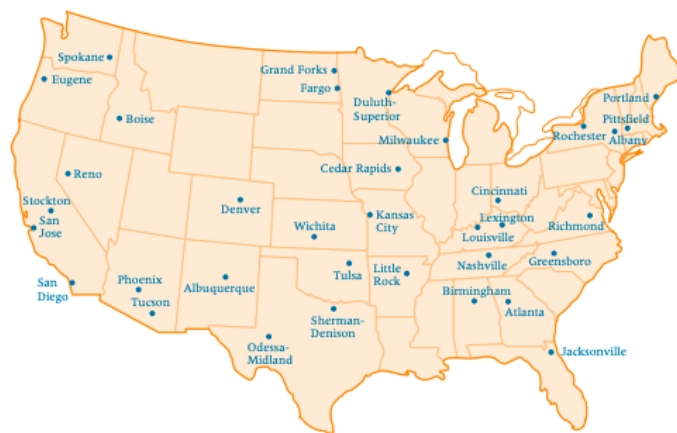 Spokane
Eugene
Boise
Reno
Stockton
San
Jose
San
Diego
Phoenix
Tucson
Albuquerque
Denver
Grand Forks
Fargo
Duluth-
Superior
Milwaukee
Cedar Rapids
Wichita
Kansas
City
Tulsa
Little
Rock
Sherman-
Denison
Odessa-
Midland
Cincinnati
Lexington
Louisville
Nashville
Birmingham
Atlanta
Jacksonville
Greensboro
Richmond
Portland
Pittsfield
Rochester
Albany